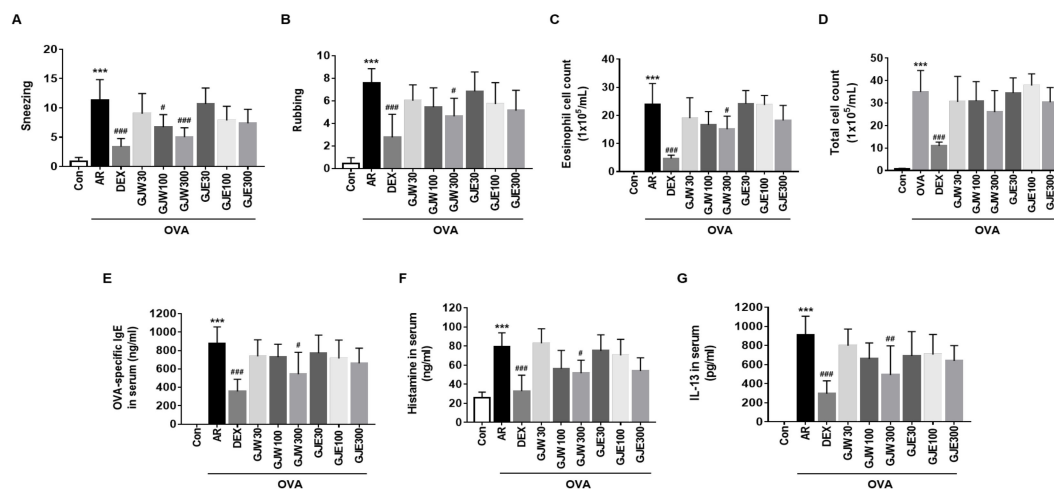 A
Sneezing
20
15
10
5
0
***
###
#
###
Con
AR
DEX
GJW30
GJW100
GJW300
GJE30
GJE100
GJE300
OVA
B
Rubbing
10
8
6
4
2
0
***
###
#
Con
AR
DEX
GJW30
GJW100
GJW300
GJE30
GJE100
GJE300
OVA
C
Eosinophil cell count
(1x10⁵/mL)
50
40
30
20
10
0
***
###
#
Con
AR
DEX
GJW30
GJW100
GJW300
GJE30
GJE100
GJE300
OVA
D
Total cell count
(1x10⁵/mL)
50
40
30
20
10
0
***
###
Con
OVA
DEX
GJW30
GJW100
GJW300
GJE30
GJE100
GJE300
OVA
E
OVA-specific IgE
in serum (ng/ml)
1200
1000
800
600
400
200
0
***
###
#
Con
AR
DEX
GJW30
GJW100
GJW300
GJE30
GJE100
GJE300
OVA
F
Histamine in serum
(ng/ml)
120
100
80
60
40
20
0
***
###
#
Con
AR
DEX
GJW30
GJW100
GJW300
GJE30
GJE100
GJE300
OVA
G
IL-13 in serum
(pg/ml)
1200
1000
800
600
400
200
0
***
###
##
Con
AR
DEX
GJW30
GJW100
GJW300
GJE30
GJE100
GJE300
OVA